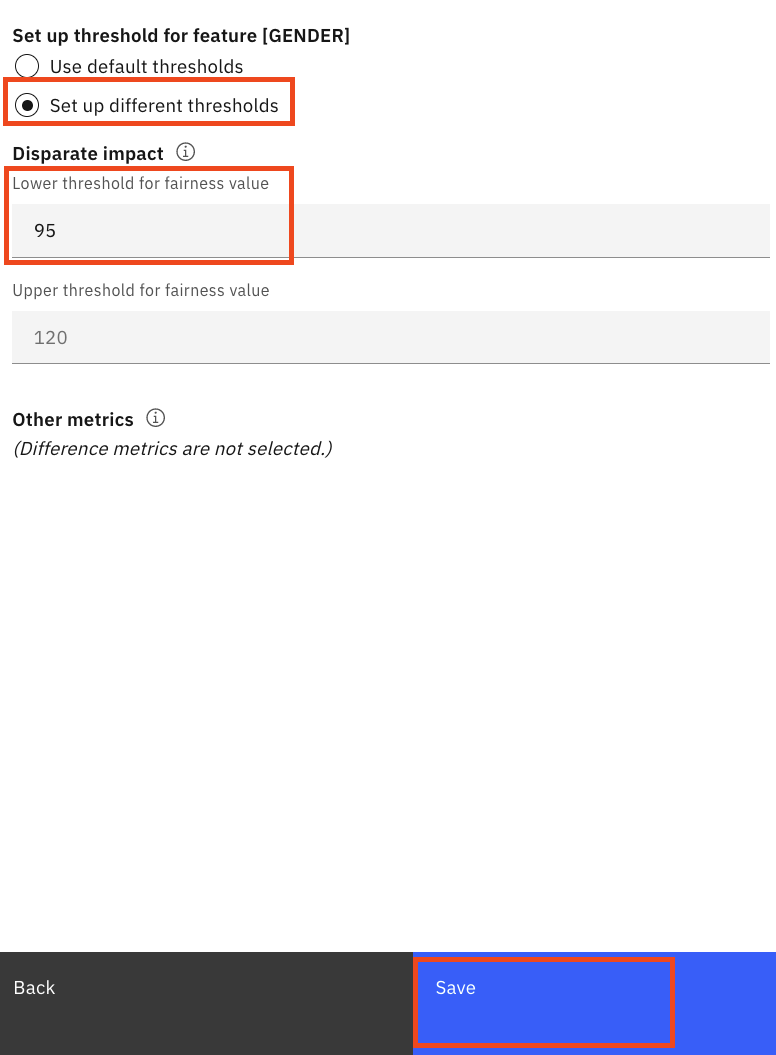 Set up threshold for feature [GENDER]
Use default thresholds
Set up different thresholds
Disparate impact
Lower threshold for fairness value
95
Upper threshold for fairness value
120
Other metrics
(Difference metrics are not selected.)
Back
Save